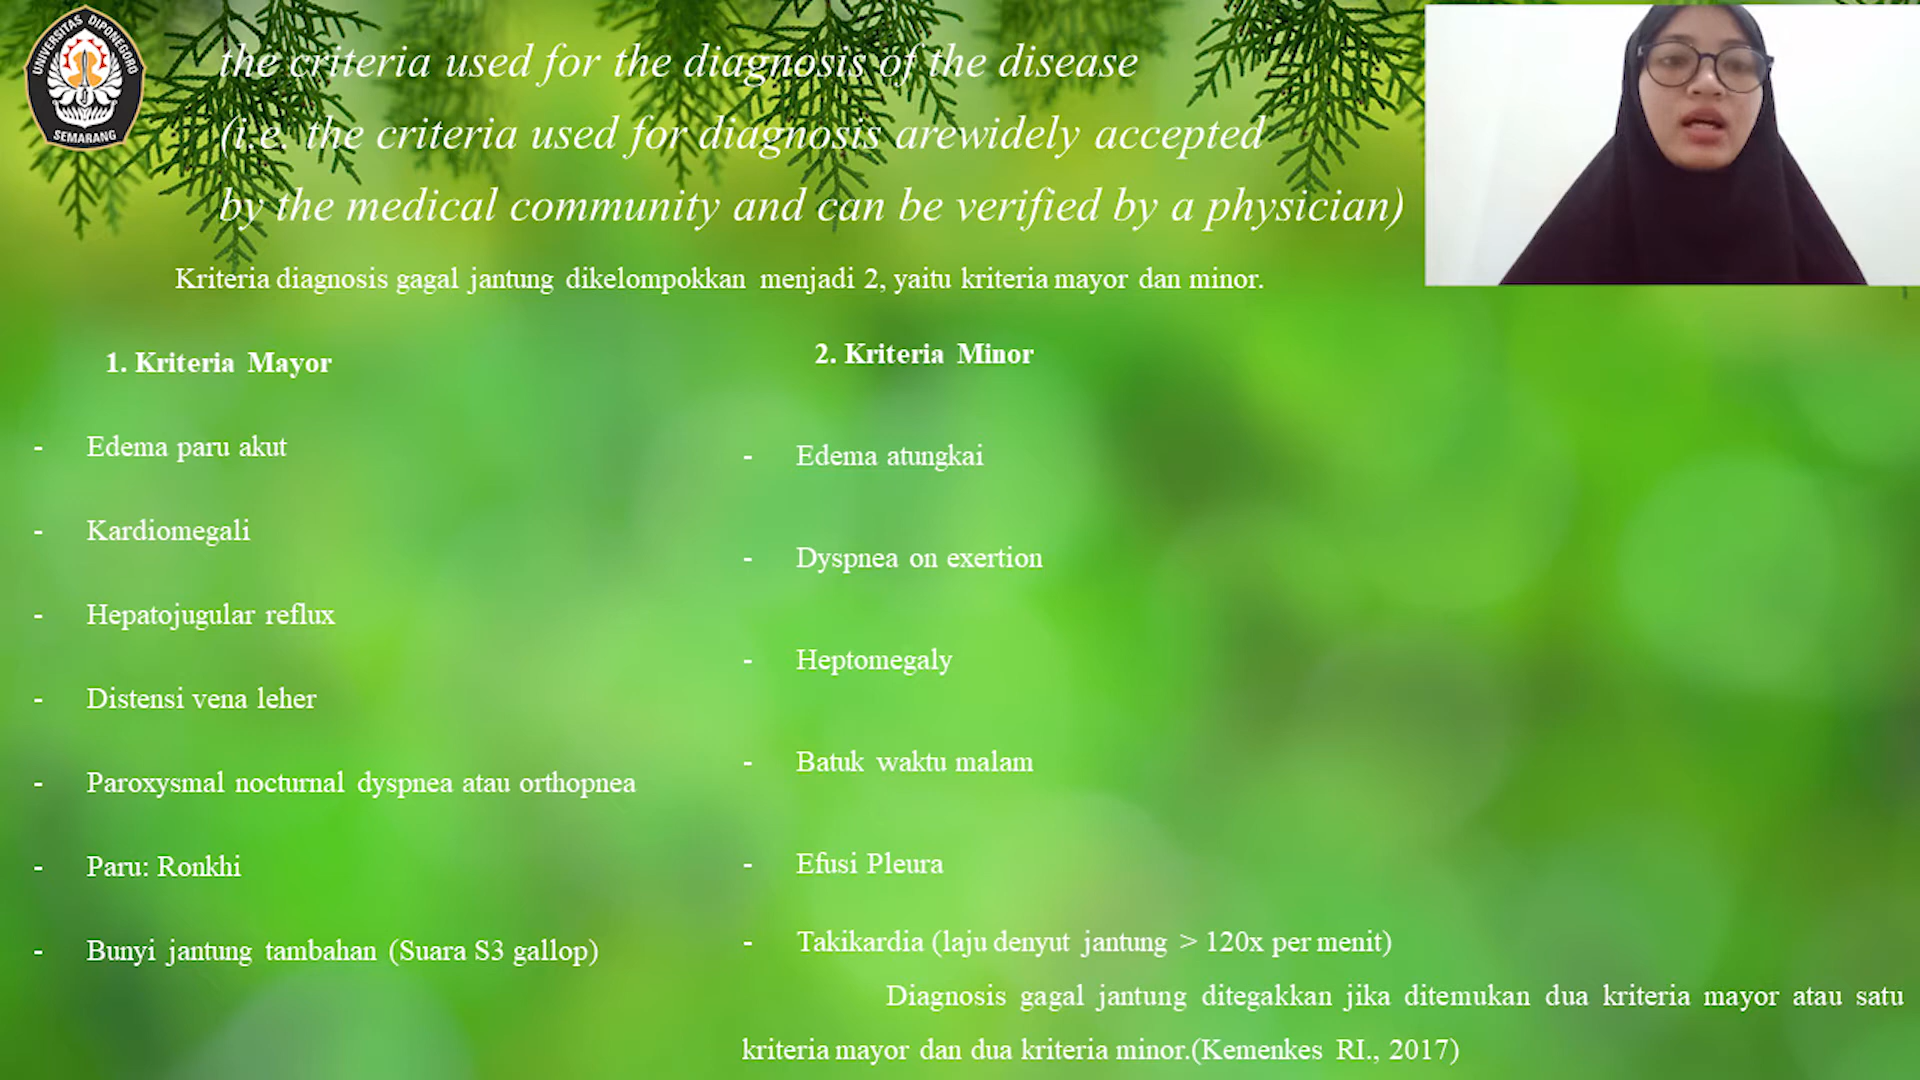 UNIVERSITAS DIPONEGORO
SEMARANG
the criteria used for the diagnosis of the disease
(i.e. the criteria used for diagnosis arewidely accepted
by the medical community and can be verified by a physician)
Kriteria diagnosis gagal jantung dikelompokkan menjadi 2, yaitu kriteria mayor dan minor.
1. Kriteria Mayor
- Edema paru akut
- Kardiomegali
- Hepatojugular reflux
- Distensi vena leher
- Paroxysmal nocturnal dyspnea atau orthopnea
- Paru: Ronkhi
- Bunyi jantung tambahan (Suara S3 gallop)
2. Kriteria Minor
- Edema atungkai
- Dyspnea on exertion
- Heptomegaly
- Batuk waktu malam
- Efusi Pleura
- Takikardia (laju denyut jantung > 120x per menit)
Diagnosis gagal jantung ditegakkan jika ditemukan dua kriteria mayor atau satu
kriteria mayor dan dua kriteria minor.(Kemenkes RI., 2017)